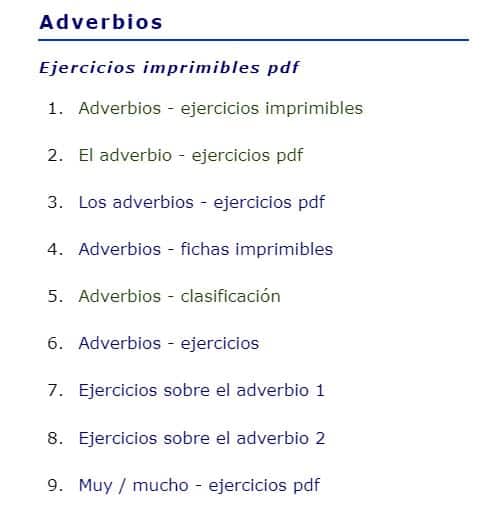 Adverbios
Ejercicios imprimibles pdf
1. Adverbios - ejercicios imprimibles
2. El adverbio - ejercicios pdf
3. Los adverbios - ejercicios pdf
4. Adverbios - fichas imprimibles
5. Adverbios - clasificación
6. Adverbios - ejercicios
7. Ejercicios sobre el adverbio 1
8. Ejercicios sobre el adverbio 2
9. Muy / mucho - ejercicios pdf